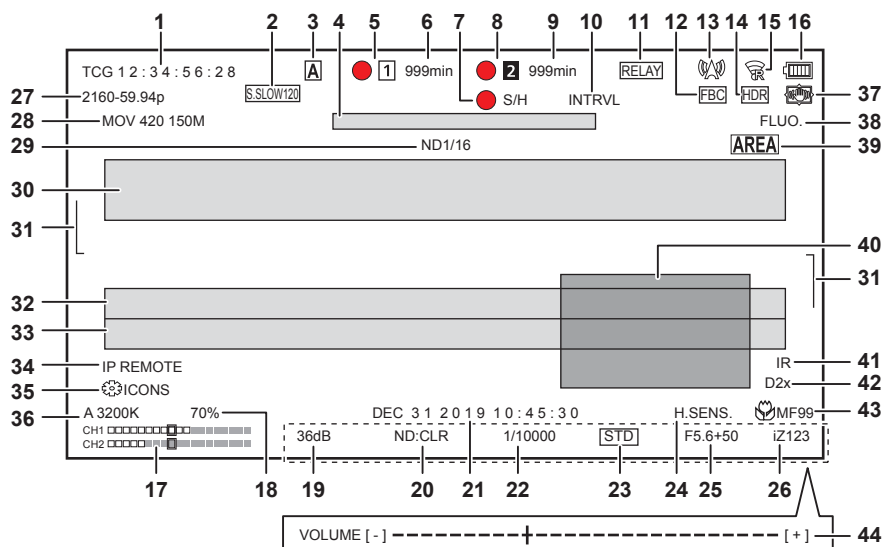 1 2 3 4 5 6 7 8 9 10 11 12 13 14 15 16
TCG 12:34:56:28 A 1 999min 2 999min RELAY
27 2160-59.94p S.SLOW120 S/H INTRVL FBC HDR 37
28 MOV 420 150M FLUO. 38
29 ND1/16 AREA 39
30
31 40
31
32
33
34 IP REMOTE IR 41
35 ICONS D2x 42
36 A 3200K 70% DEC 31 2019 10:45:30 H.SENS. MF99 43
CH1
CH2 36dB ND:CLR 1/10000 STD F5.6+50 iZ123
17 18 19 20 21 22 23 24 25 26
VOLUME [ - ] [ + ] 44